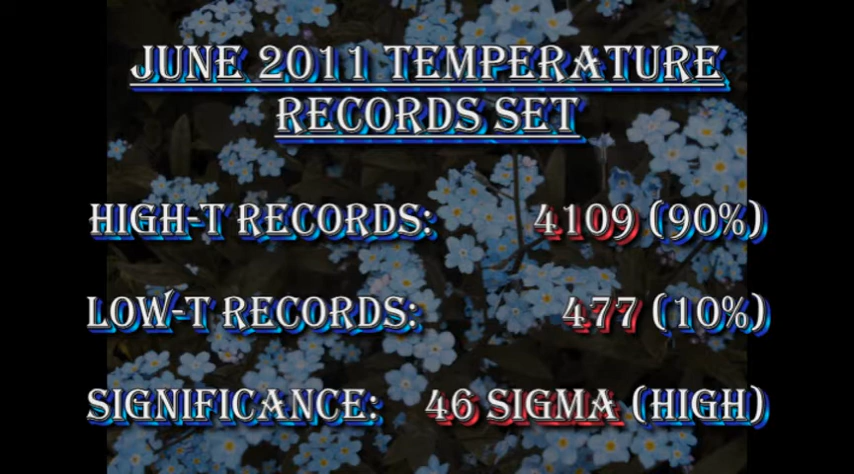 JUNE 2011 TEMPERATURE
RECORDS SET
HIGH-T RECORDS: 4109 (90%)
LOW-T RECORDS: 477 (10%)
SIGNIFICANCE: 46 SIGMA (HIGH)